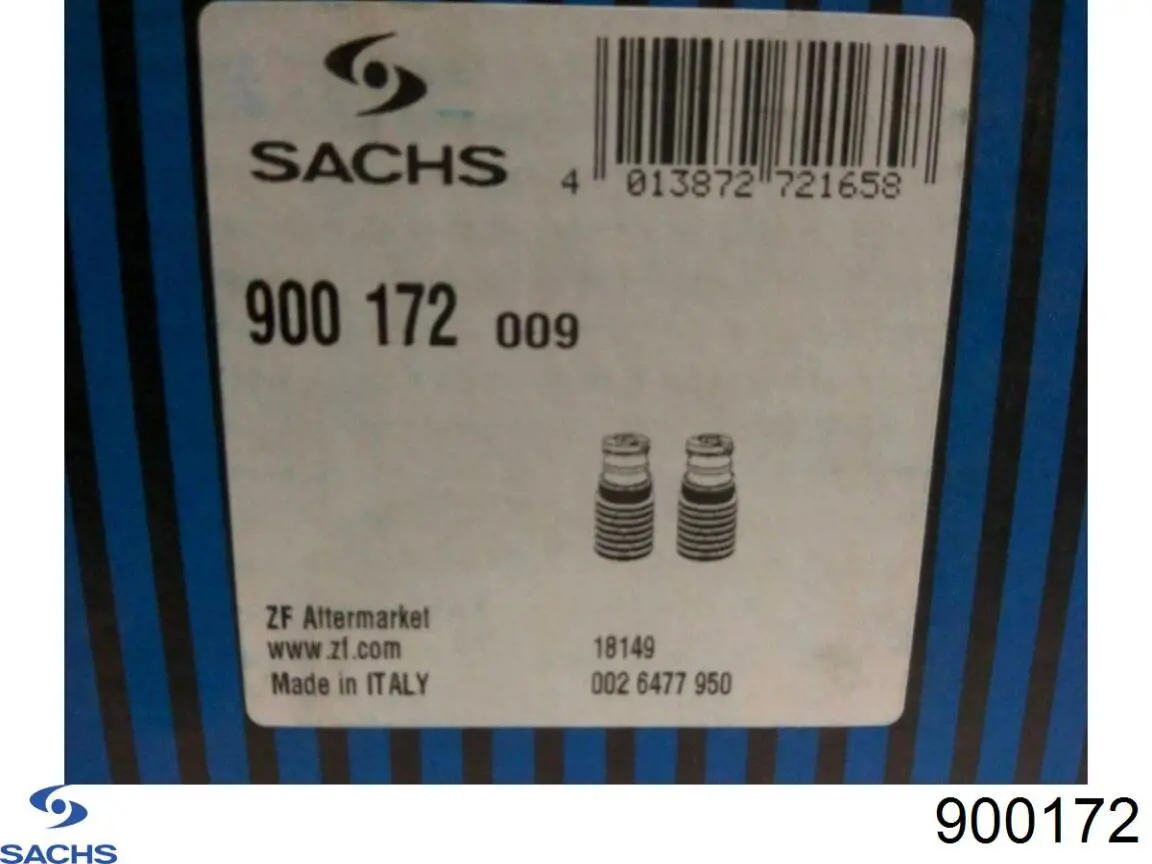 SACHS
4 013872 721658
900 172 009
ZF Aftermarket
www.zf.com
Made in ITALY
18149
002 6477 950
SACHS
900172